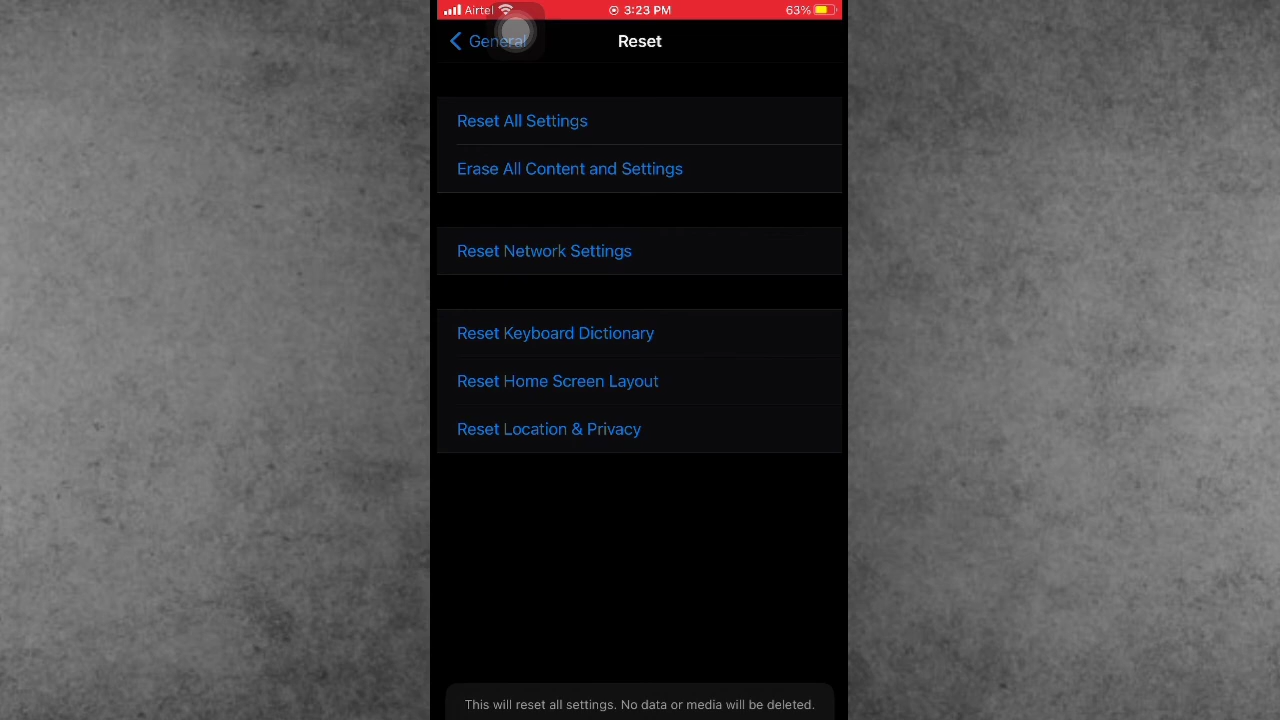 Airtel 3:23 PM 63%
General Reset
Reset All Settings
Erase All Content and Settings
Reset Network Settings
Reset Keyboard Dictionary
Reset Home Screen Layout
Reset Location & Privacy
This will reset all settings. No data or media will be deleted.